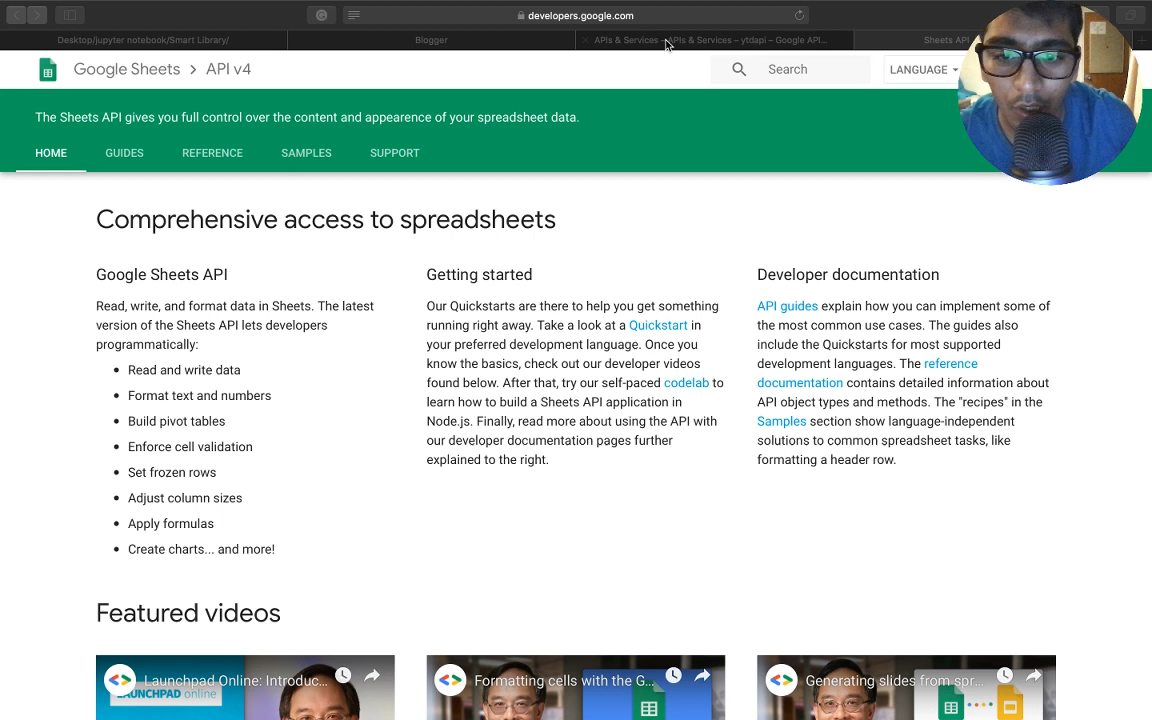 developers.google.com
Desktop/jupyter notebook/Smart Library/
Blogger
APIs & Services – APIs & Services – ytdapi – Google API...
Sheets API
Google Sheets > API v4
Search
LANGUAGE
The Sheets API gives you full control over the content and appearence of your spreadsheet data.
HOME
GUIDES
REFERENCE
SAMPLES
SUPPORT
Comprehensive access to spreadsheets
Google Sheets API
Read, write, and format data in Sheets. The latest
version of the Sheets API lets developers
programmatically:
• Read and write data
• Format text and numbers
• Build pivot tables
• Enforce cell validation
• Set frozen rows
• Adjust column sizes
• Apply formulas
• Create charts... and more!
Getting started
Our Quickstarts are there to help you get something
running right away. Take a look at a Quickstart in
your preferred development language. Once you
know the basics, check out our developer videos
found below. After that, try our self-paced codelab to
learn how to build a Sheets API application in
Node.js. Finally, read more about using the API with
our developer documentation pages further
explained to the right.
Developer documentation
API guides explain how you can implement some of
the most common use cases. The guides also
include the Quickstarts for most supported
development languages. The reference
documentation contains detailed information about
API object types and methods. The "recipes" in the
Samples section show language-independent
solutions to common spreadsheet tasks, like
formatting a header row.
Featured videos
Launchpad Online: Introduc...
LAUNCHPAD online
Formatting cells with the G...
Generating slides from spr...